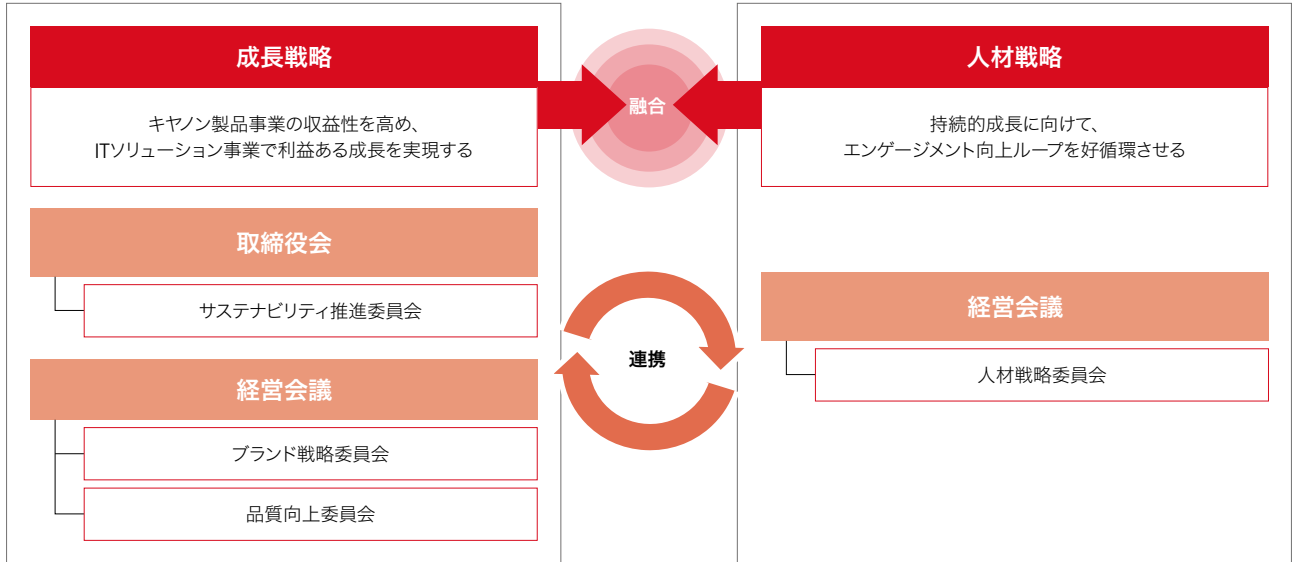 成長戦略
キヤノン製品事業の収益性を高め、
ITソリューション事業で利益ある成長を実現する
融合
人材戦略
持続的成長に向けて、
エンゲージメント向上ループを好循環させる
取締役会
サステナビリティ推進委員会
経営会議
ブランド戦略委員会
品質向上委員会
連携
経営会議
人材戦略委員会